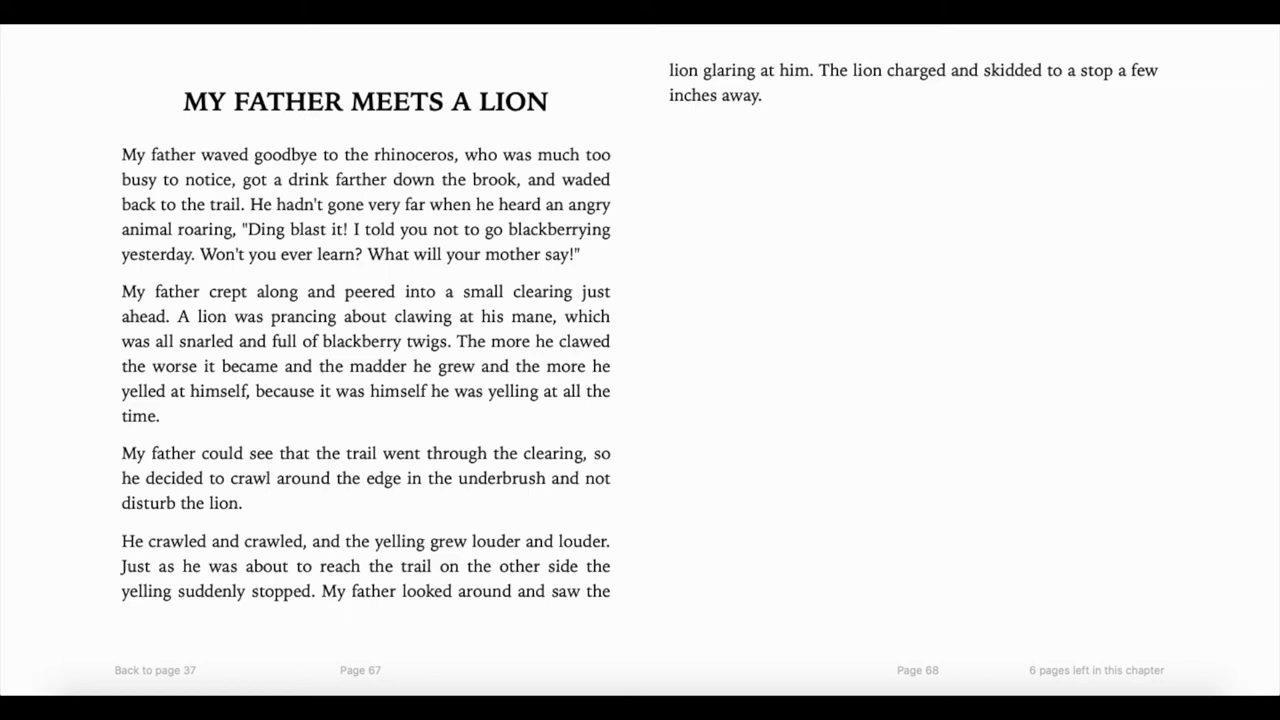 MY FATHER MEETS A LION
My father waved goodbye to the rhinoceros, who was much too
busy to notice, got a drink farther down the brook, and waded
back to the trail. He hadn't gone very far when he heard an angry
animal roaring, "Ding blast it! I told you not to go blackberrying
yesterday. Won't you ever learn? What will your mother say!"
My father crept along and peered into a small clearing just
ahead. A lion was prancing about clawing at his mane, which
was all snarled and full of blackberry twigs. The more he clawed
the worse it became and the madder he grew and the more he
yelled at himself, because it was himself he was yelling at all the
time.
My father could see that the trail went through the clearing, so
he decided to crawl around the edge in the underbrush and not
disturb the lion.
He crawled and crawled, and the yelling grew louder and louder.
Just as he was about to reach the trail on the other side the
yelling suddenly stopped. My father looked around and saw the
lion glaring at him. The lion charged and skidded to a stop a few
inches away.
Back to page 37
Page 67
Page 68
6 pages left in this chapter